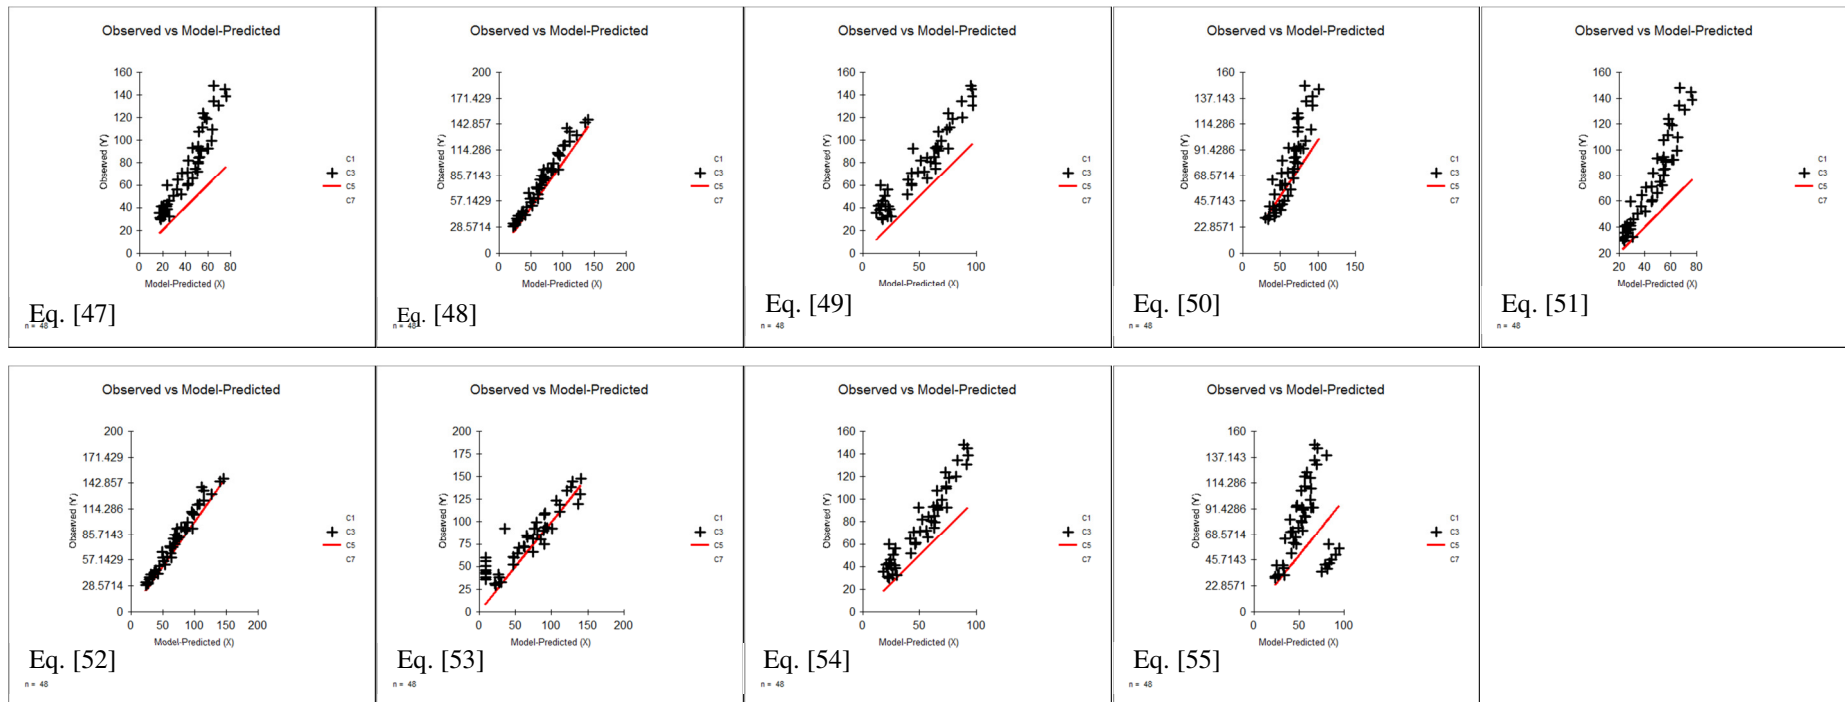 Observed vs Model-Predicted
160
140
120
100
80
60
40
20
0
Observed (Y)
0 20 40 60 80
Model-Predicted (X)
C1
C3
C5
C7
Eq. [47]
n = 48
Observed vs Model-Predicted
200
171.429
142.857
114.286
85.7143
57.1429
28.5714
0
Observed (Y)
0 50 100 150 200
Model-Predicted (X)
C1
C3
C5
C7
Eq. [48]
n = 48
Observed vs Model-Predicted
160
140
120
100
80
60
40
20
0
Observed (Y)
0 50 100
Model-Predicted (X)
C1
C3
C5
C7
Eq. [49]
n = 48
Observed vs Model-Predicted
160
137.143
114.286
91.4286
68.5714
45.7143
22.8571
0
Observed (Y)
0 50 100 150
Model-Predicted (X)
C1
C3
C5
C7
Eq. [50]
n = 48
Observed vs Model-Predicted
160
140
120
100
80
60
40
20
Observed (Y)
20 40 60 80
Model-Predicted (X)
C1
C3
C5
C7
Eq. [51]
n = 48
Observed vs Model-Predicted
200
171.429
142.857
114.286
85.7143
57.1429
28.5714
0
Observed (Y)
0 50 100 150 200
Model-Predicted (X)
C1
C3
C5
C7
Eq. [52]
n = 48
Observed vs Model-Predicted
200
175
150
125
100
75
50
25
0
Observed (Y)
0 50 100 150 200
Model-Predicted (X)
C1
C3
C5
C7
Eq. [53]
n = 48
Observed vs Model-Predicted
160
140
120
100
80
60
40
20
0
Observed (Y)
0 50 100
Model-Predicted (X)
C1
C3
C5
C7
Eq. [54]
n = 48
Observed vs Model-Predicted
160
137.143
114.286
91.4286
68.5714
45.7143
22.8571
0
Observed (Y)
0 50 100
Model-Predicted (X)
C1
C3
C5
C7
Eq. [55]
n = 48